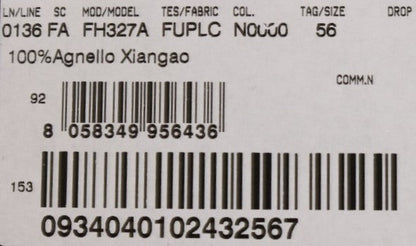 LN/LINE SC MOD/MODEL TES/FABRIC COL. TAG/SIZE DROP
0136 FA FH327A FUPLC N0000 56
100%Agnello Xiangao
COMM.N
92
8 058349 956436
153
0934040102432567